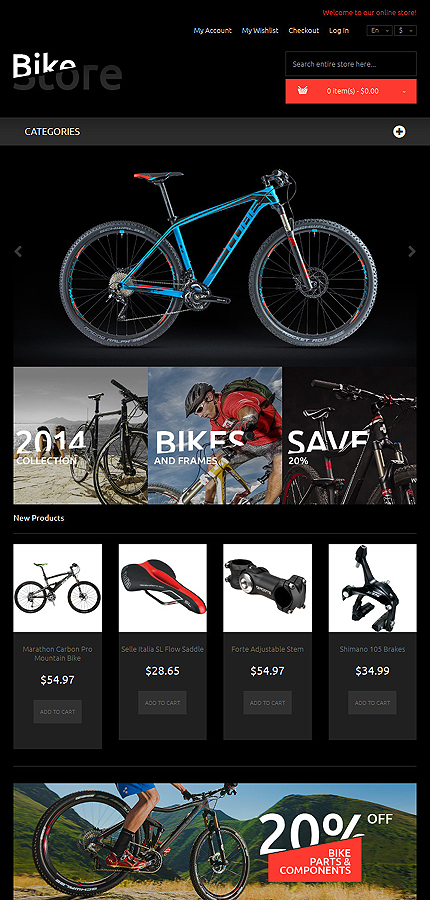 Welcome to our online store!
My Account My Wishlist Checkout Log In En $
Bike
Store
Search entire store here...
0 item(s) - $0.00
CATEGORIES
CUBE
2014
COLLECTION
BIKES
AND FRAMES
SAVE
20%
New Products
Marathon Carbon Pro
Mountain Bike
$54.97
ADD TO CART
Selle Italia SL Flow Saddle
$28.65
ADD TO CART
Forte Adjustable Stem
$54.97
ADD TO CART
Shimano 105 Brakes
$34.99
ADD TO CART
20% OFF
BIKE
PARTS &
COMPONENTS